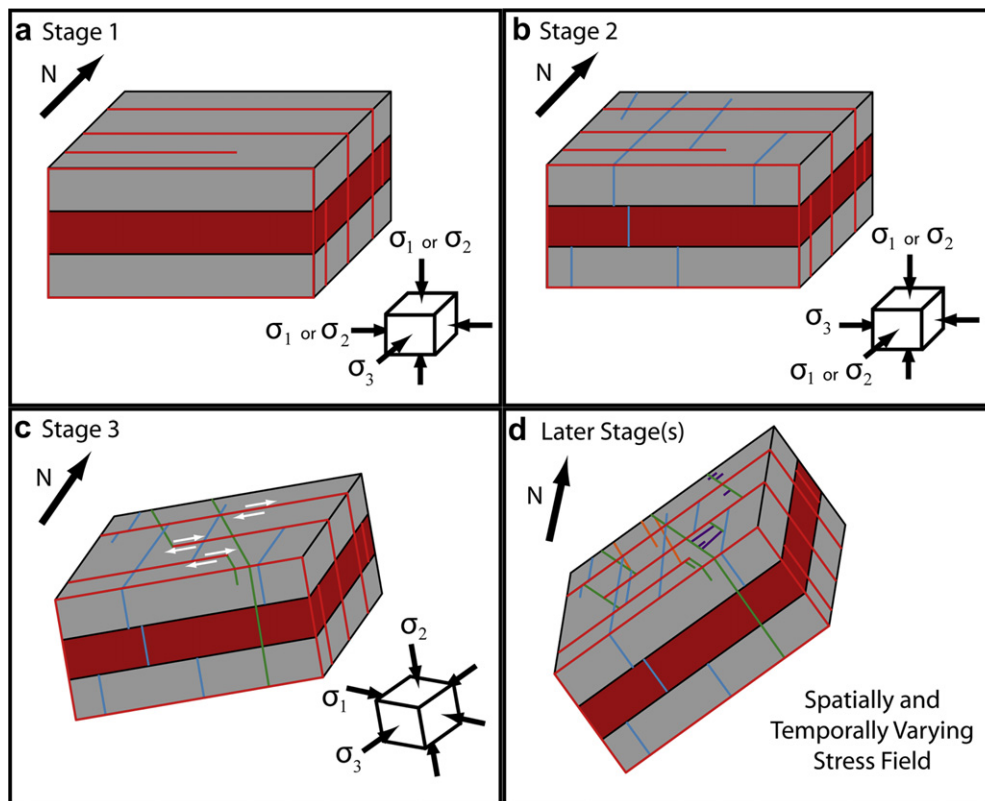 a Stage 1
N
σ1 or σ2
σ1 or σ2
σ3
b Stage 2
N
σ1 or σ2
σ3
σ1 or σ2
c Stage 3
N
σ2
σ1
σ3
d Later Stage(s)
N
Spatially and
Temporally Varying
Stress Field